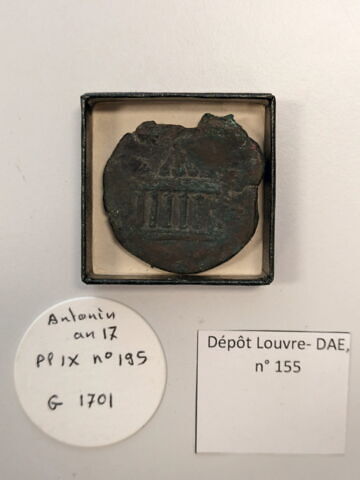 Antonin
an 17
Pl IX n° 195
G 1701
Dépôt Louvre- DAE,
n° 155